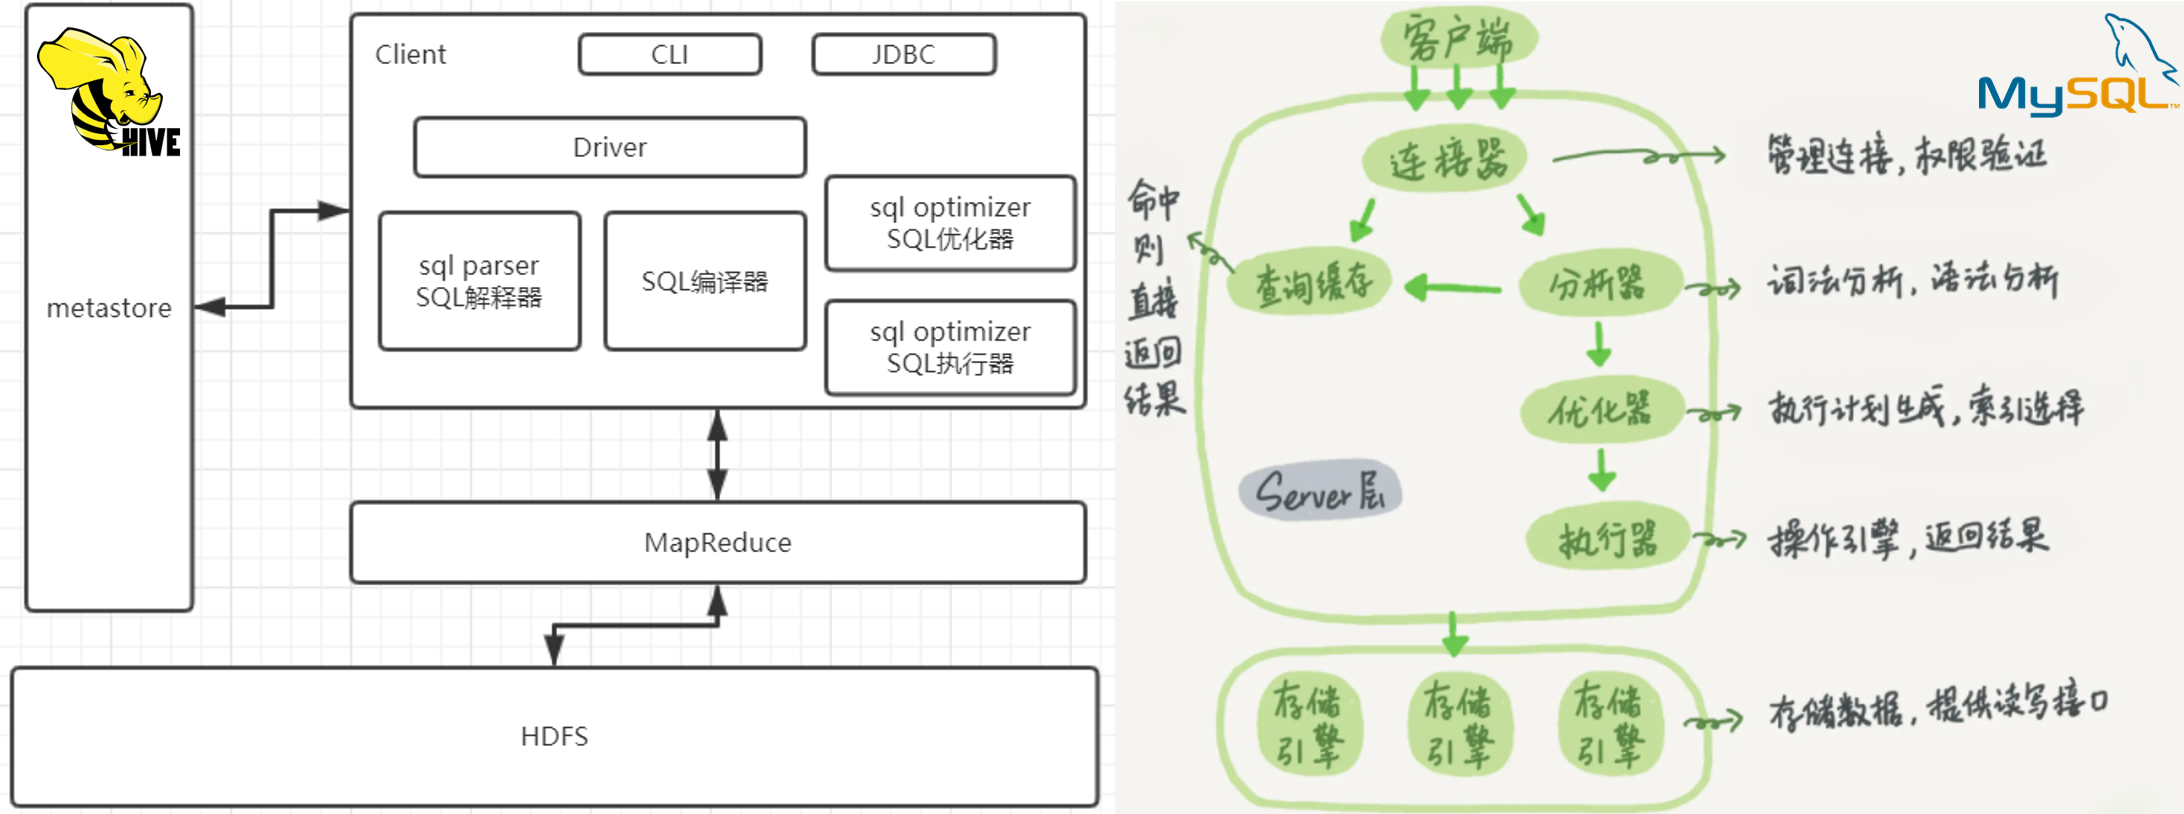 HIVE
metastore
Client
CLI
JDBC
Driver
sql parser
SQL解释器
SQL编译器
sql optimizer
SQL优化器
sql optimizer
SQL执行器
MapReduce
HDFS
MySQL™
客户端
连接器
管理连接,权限验证
命中
则
直接
返回
结果
查询缓存
分析器
词法分析,语法分析
优化器
执行计划生成,索引选择
Server层
执行器
操作引擎,返回结果
存储
引擎
存储
引擎
存储
引擎
存储数据,提供读写接口